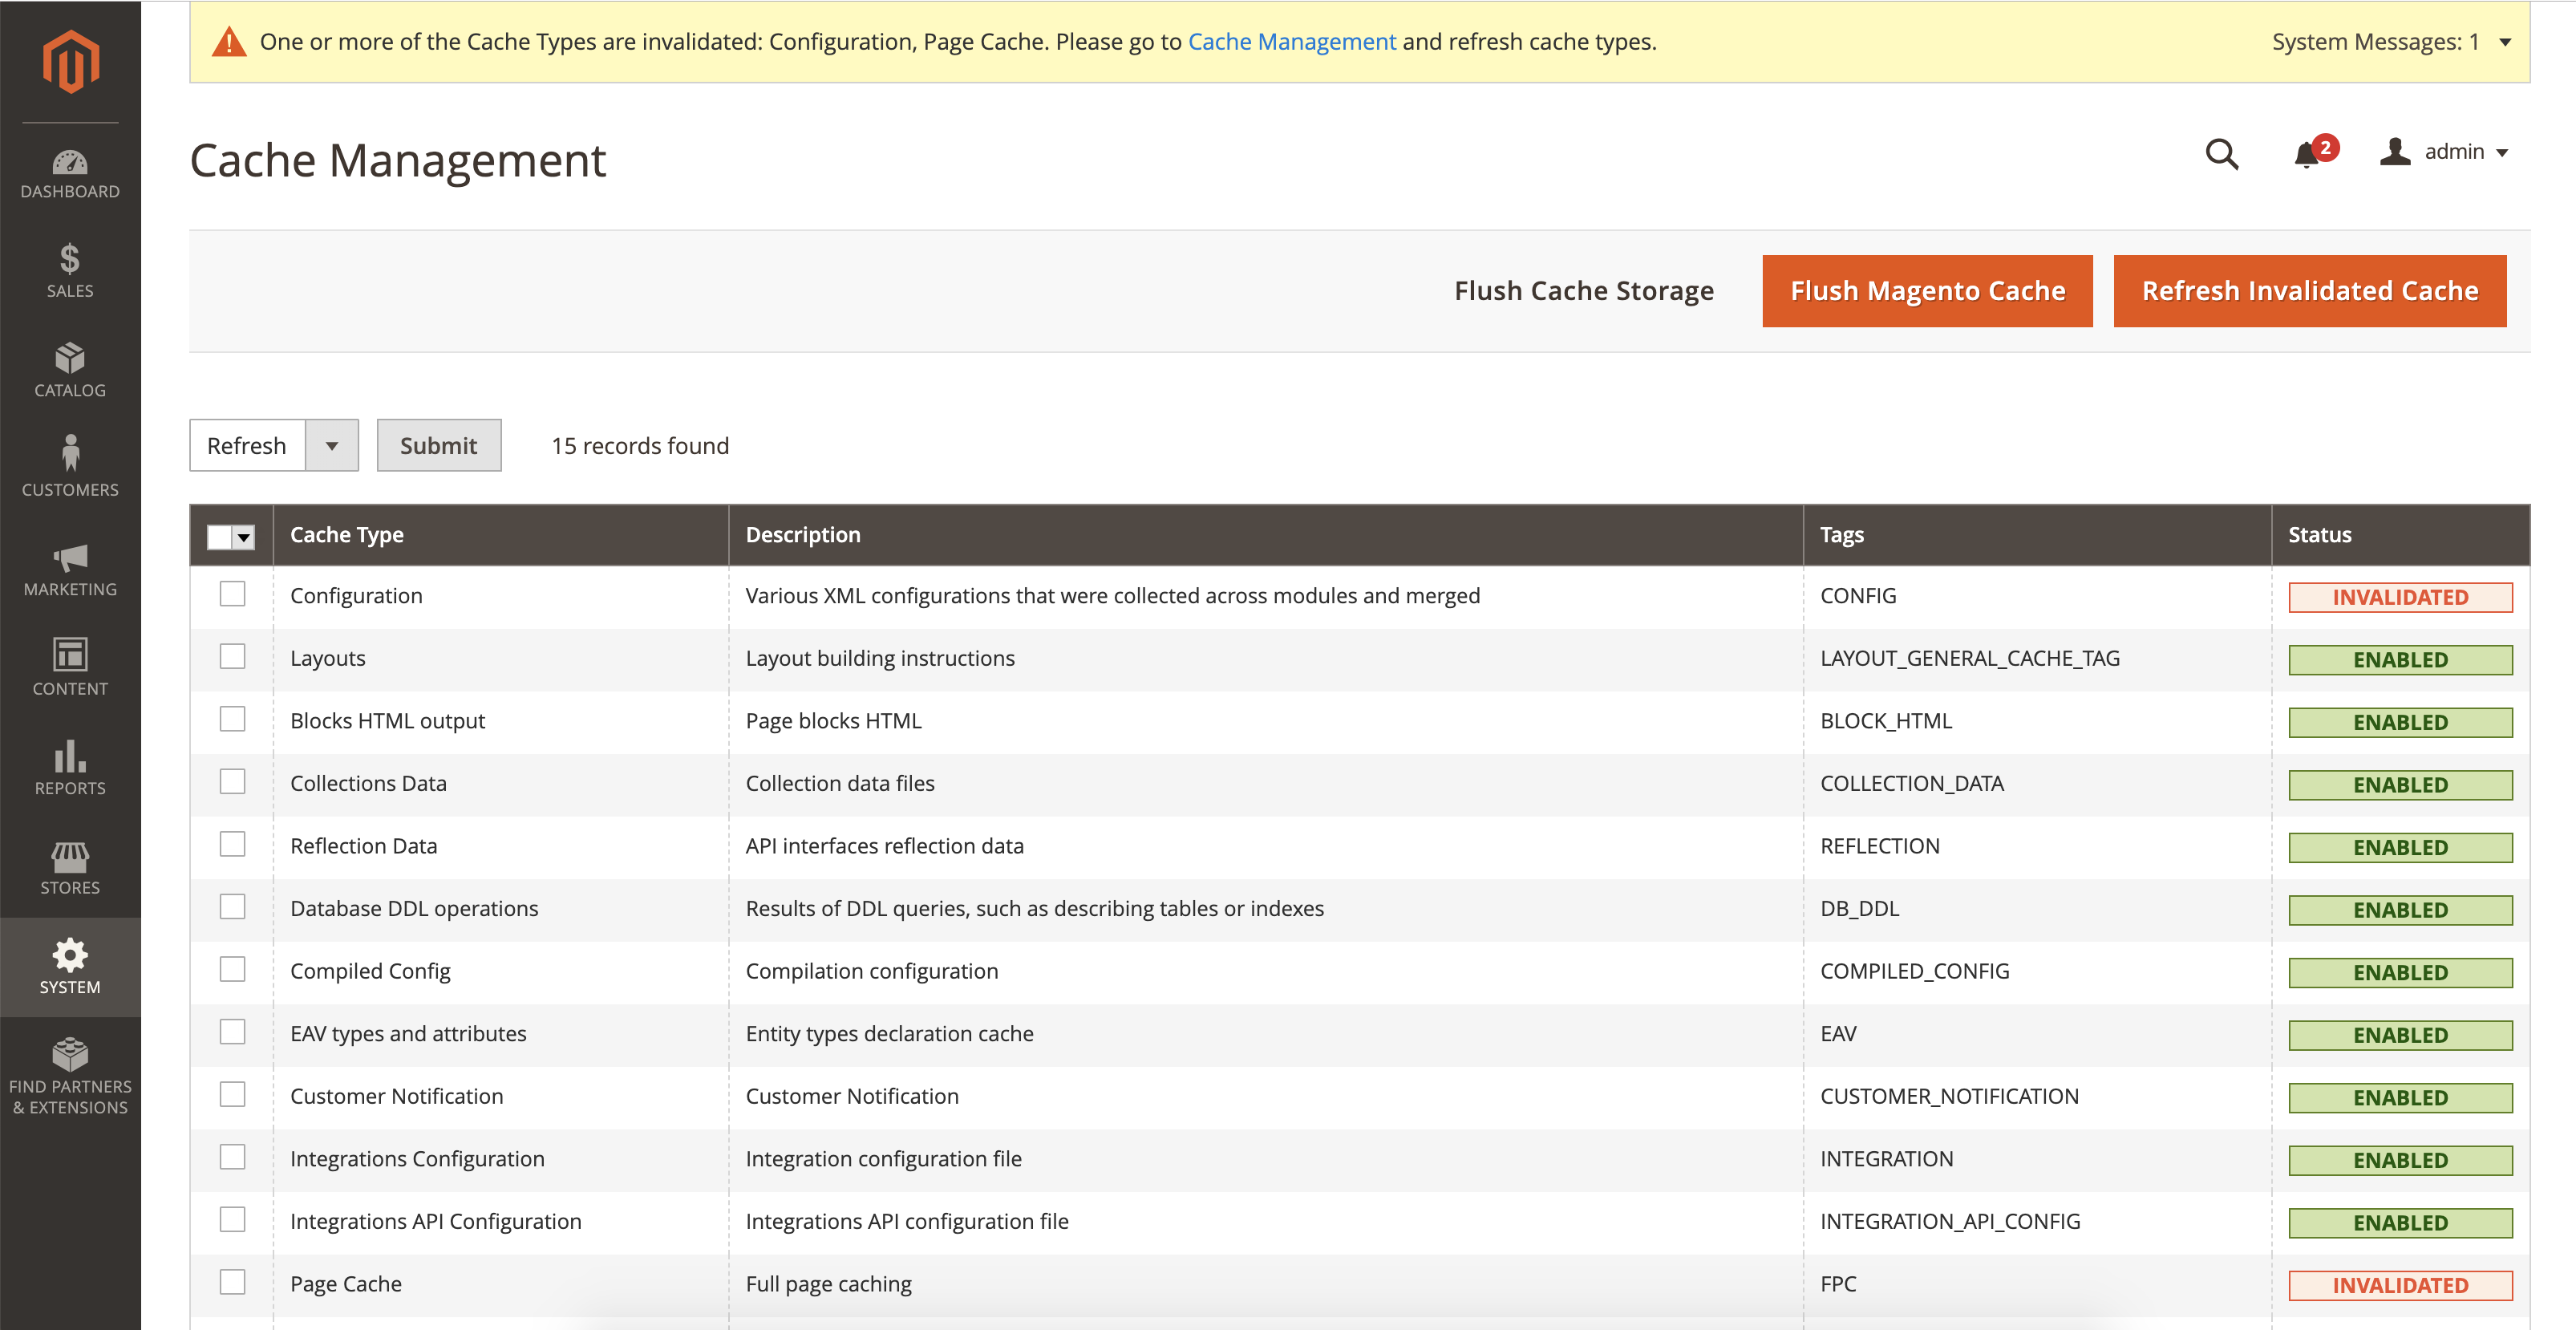 One or more of the Cache Types are invalidated: Configuration, Page Cache. Please go to Cache Management and refresh cache types.
System Messages: 1
Cache Management
2
admin
DASHBOARD
SALES
CATALOG
CUSTOMERS
MARKETING
CONTENT
REPORTS
STORES
SYSTEM
FIND PARTNERS
& EXTENSIONS
Flush Cache Storage
Flush Magento Cache
Refresh Invalidated Cache
Refresh
Submit
15 records found
Cache Type Description Tags Status
Configuration Various XML configurations that were collected across modules and merged CONFIG INVALIDATED
Layouts Layout building instructions LAYOUT_GENERAL_CACHE_TAG ENABLED
Blocks HTML output Page blocks HTML BLOCK_HTML ENABLED
Collections Data Collection data files COLLECTION_DATA ENABLED
Reflection Data API interfaces reflection data REFLECTION ENABLED
Database DDL operations Results of DDL queries, such as describing tables or indexes DB_DDL ENABLED
Compiled Config Compilation configuration COMPILED_CONFIG ENABLED
EAV types and attributes Entity types declaration cache EAV ENABLED
Customer Notification Customer Notification CUSTOMER_NOTIFICATION ENABLED
Integrations Configuration Integration configuration file INTEGRATION ENABLED
Integrations API Configuration Integrations API configuration file INTEGRATION_API_CONFIG ENABLED
Page Cache Full page caching FPC INVALIDATED